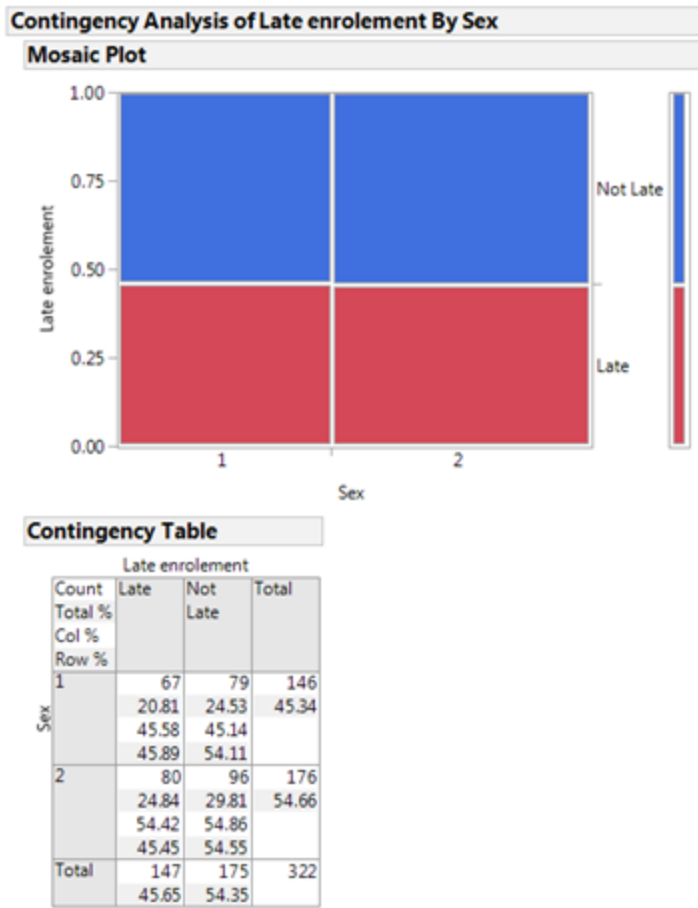 Contingency Analysis of Late enrolement By Sex
Mosaic Plot
1.00
0.75
0.50
0.25
0.00
Late enrolement
Not Late
Late
1 2
Sex
Contingency Table
Late enrolement
Count Late Not Total
Total % Late
Col %
Row %
Sex
1 67 79 146
20.81 24.53 45.34
45.58 45.14
45.89 54.11
2 80 96 176
24.84 29.81 54.66
54.42 54.86
45.45 54.55
Total 147 175 322
45.65 54.35